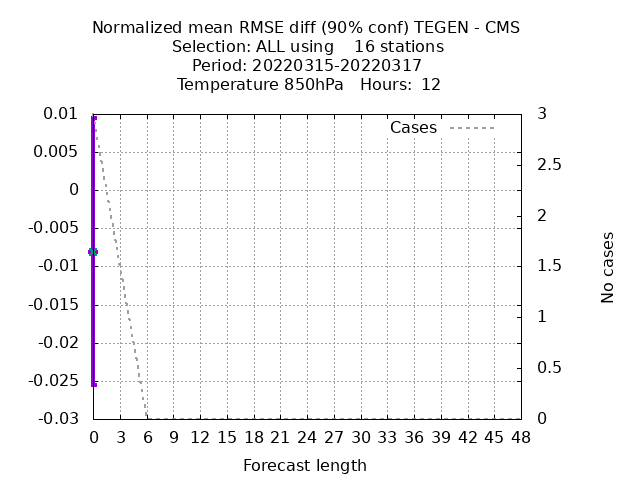 Normalized mean RMSE diff (90% conf) TEGEN - CMS
Selection: ALL using    16 stations
Period: 20220315-20220317
Temperature 850hPa   Hours:  12
Cases
0.01
0.005
0
-0.005
-0.01
-0.015
-0.02
-0.025
-0.03
3
2.5
2
1.5
1
0.5
0
No cases
0 3 6 9 12 15 18 21 24 27 30 33 36 39 42 45 48
Forecast length